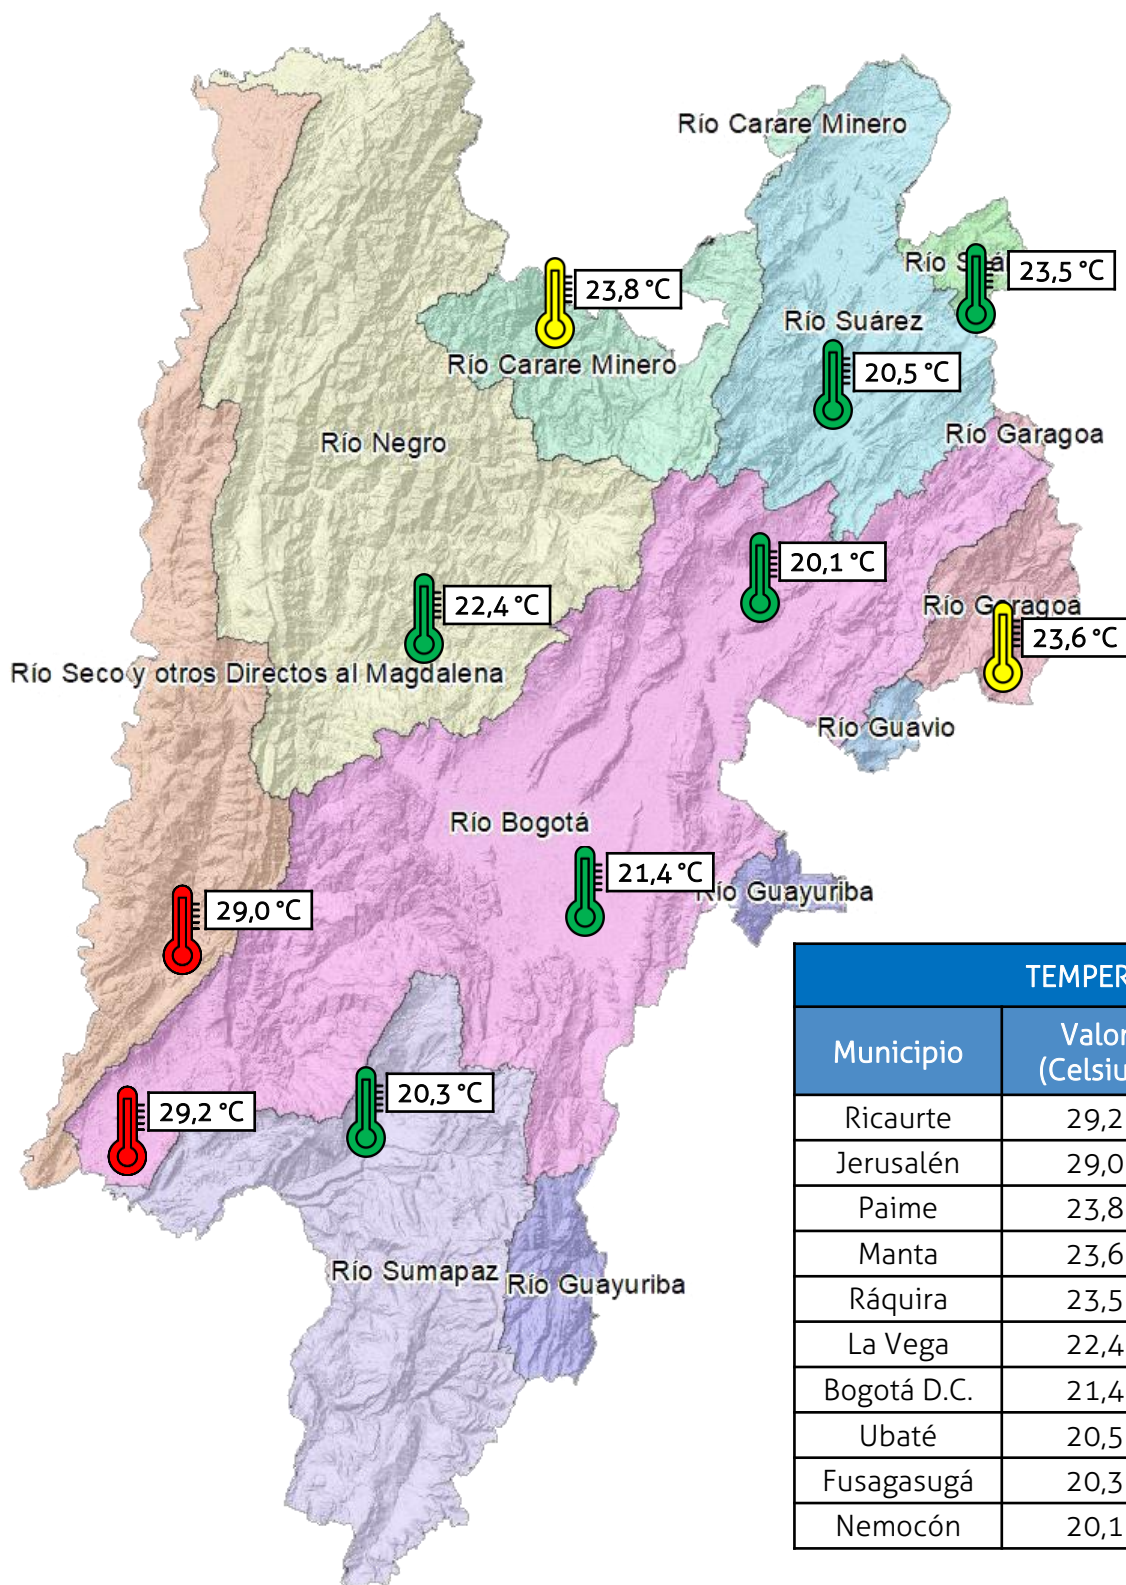 Río Carare Minero
Río S
23,5 °C
23,8 °C
Río Suárez
Río Carare Minero
20,5 °C
Río Negro
Río Garagoa
20,1 °C
22,4 °C
Río Garagoa
23,6 °C
Río Seco y otros Directos al Magdalena
Río Guavio
Río Bogotá
21,4 °C
Río Guayuriba
29,0 °C
20,3 °C
29,2 °C
Río Sumapaz
Río Guayuriba
TEMPER
Municipio Valor
(Celsiu
Ricaurte 29,2
Jerusalén 29,0
Paime 23,8
Manta 23,6
Ráquira 23,5
La Vega 22,4
Bogotá D.C. 21,4
Ubaté 20,5
Fusagasugá 20,3
Nemocón 20,1